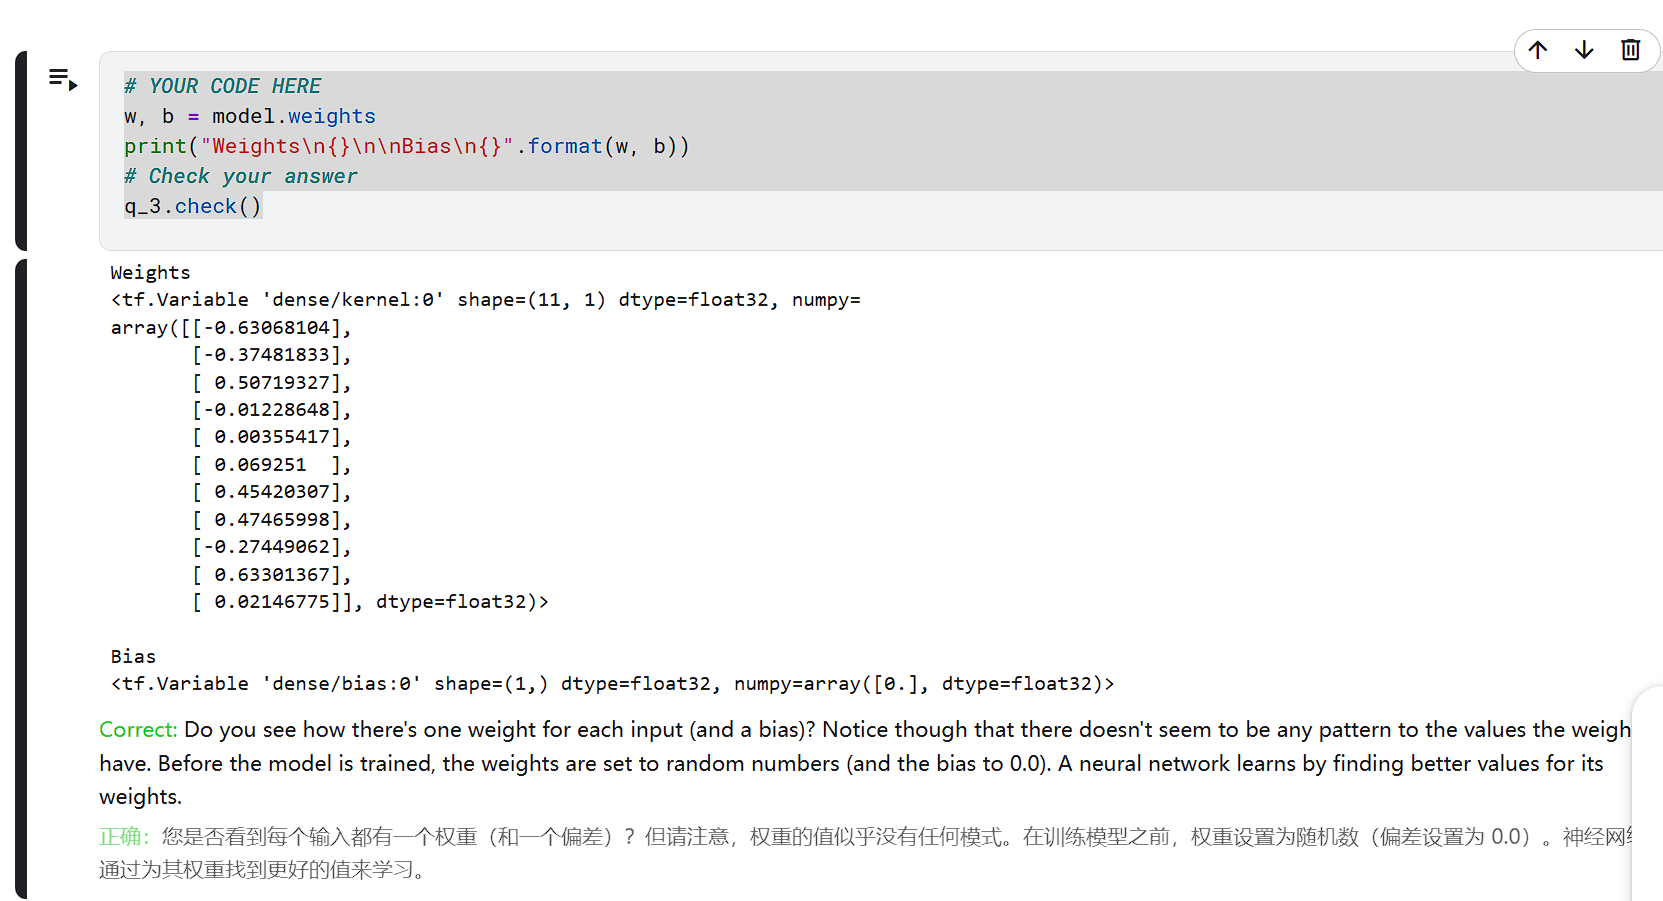 # YOUR CODE HERE
w, b = model.weights
print("Weights\n{}\n\nBias\n{}".format(w, b))
# Check your answer
q_3.check()
Weights
<tf.Variable 'dense/kernel:0' shape=(11, 1) dtype=float32, numpy=
array([[-0.63068104],
       [-0.37481833],
       [ 0.50719327],
       [-0.01228648],
       [ 0.00355417],
       [ 0.069251  ],
       [ 0.45420307],
       [ 0.47465998],
       [-0.27449062],
       [ 0.63301367],
       [ 0.02146775]], dtype=float32)>
Bias
<tf.Variable 'dense/bias:0' shape=(1,) dtype=float32, numpy=array([0.], dtype=float32)>
Correct: Do you see how there's one weight for each input (and a bias)? Notice though that there doesn't seem to be any pattern to the values the weigh
have. Before the model is trained, the weights are set to random numbers (and the bias to 0.0). A neural network learns by finding better values for its
weights.
正确：您是否看到每个输入都有一个权重（和一个偏差）？但请注意，权重的值似乎没有任何模式。在训练模型之前，权重设置为随机数（偏差设置为 0.0）。神经网
通过为其权重找到更好的值来学习。